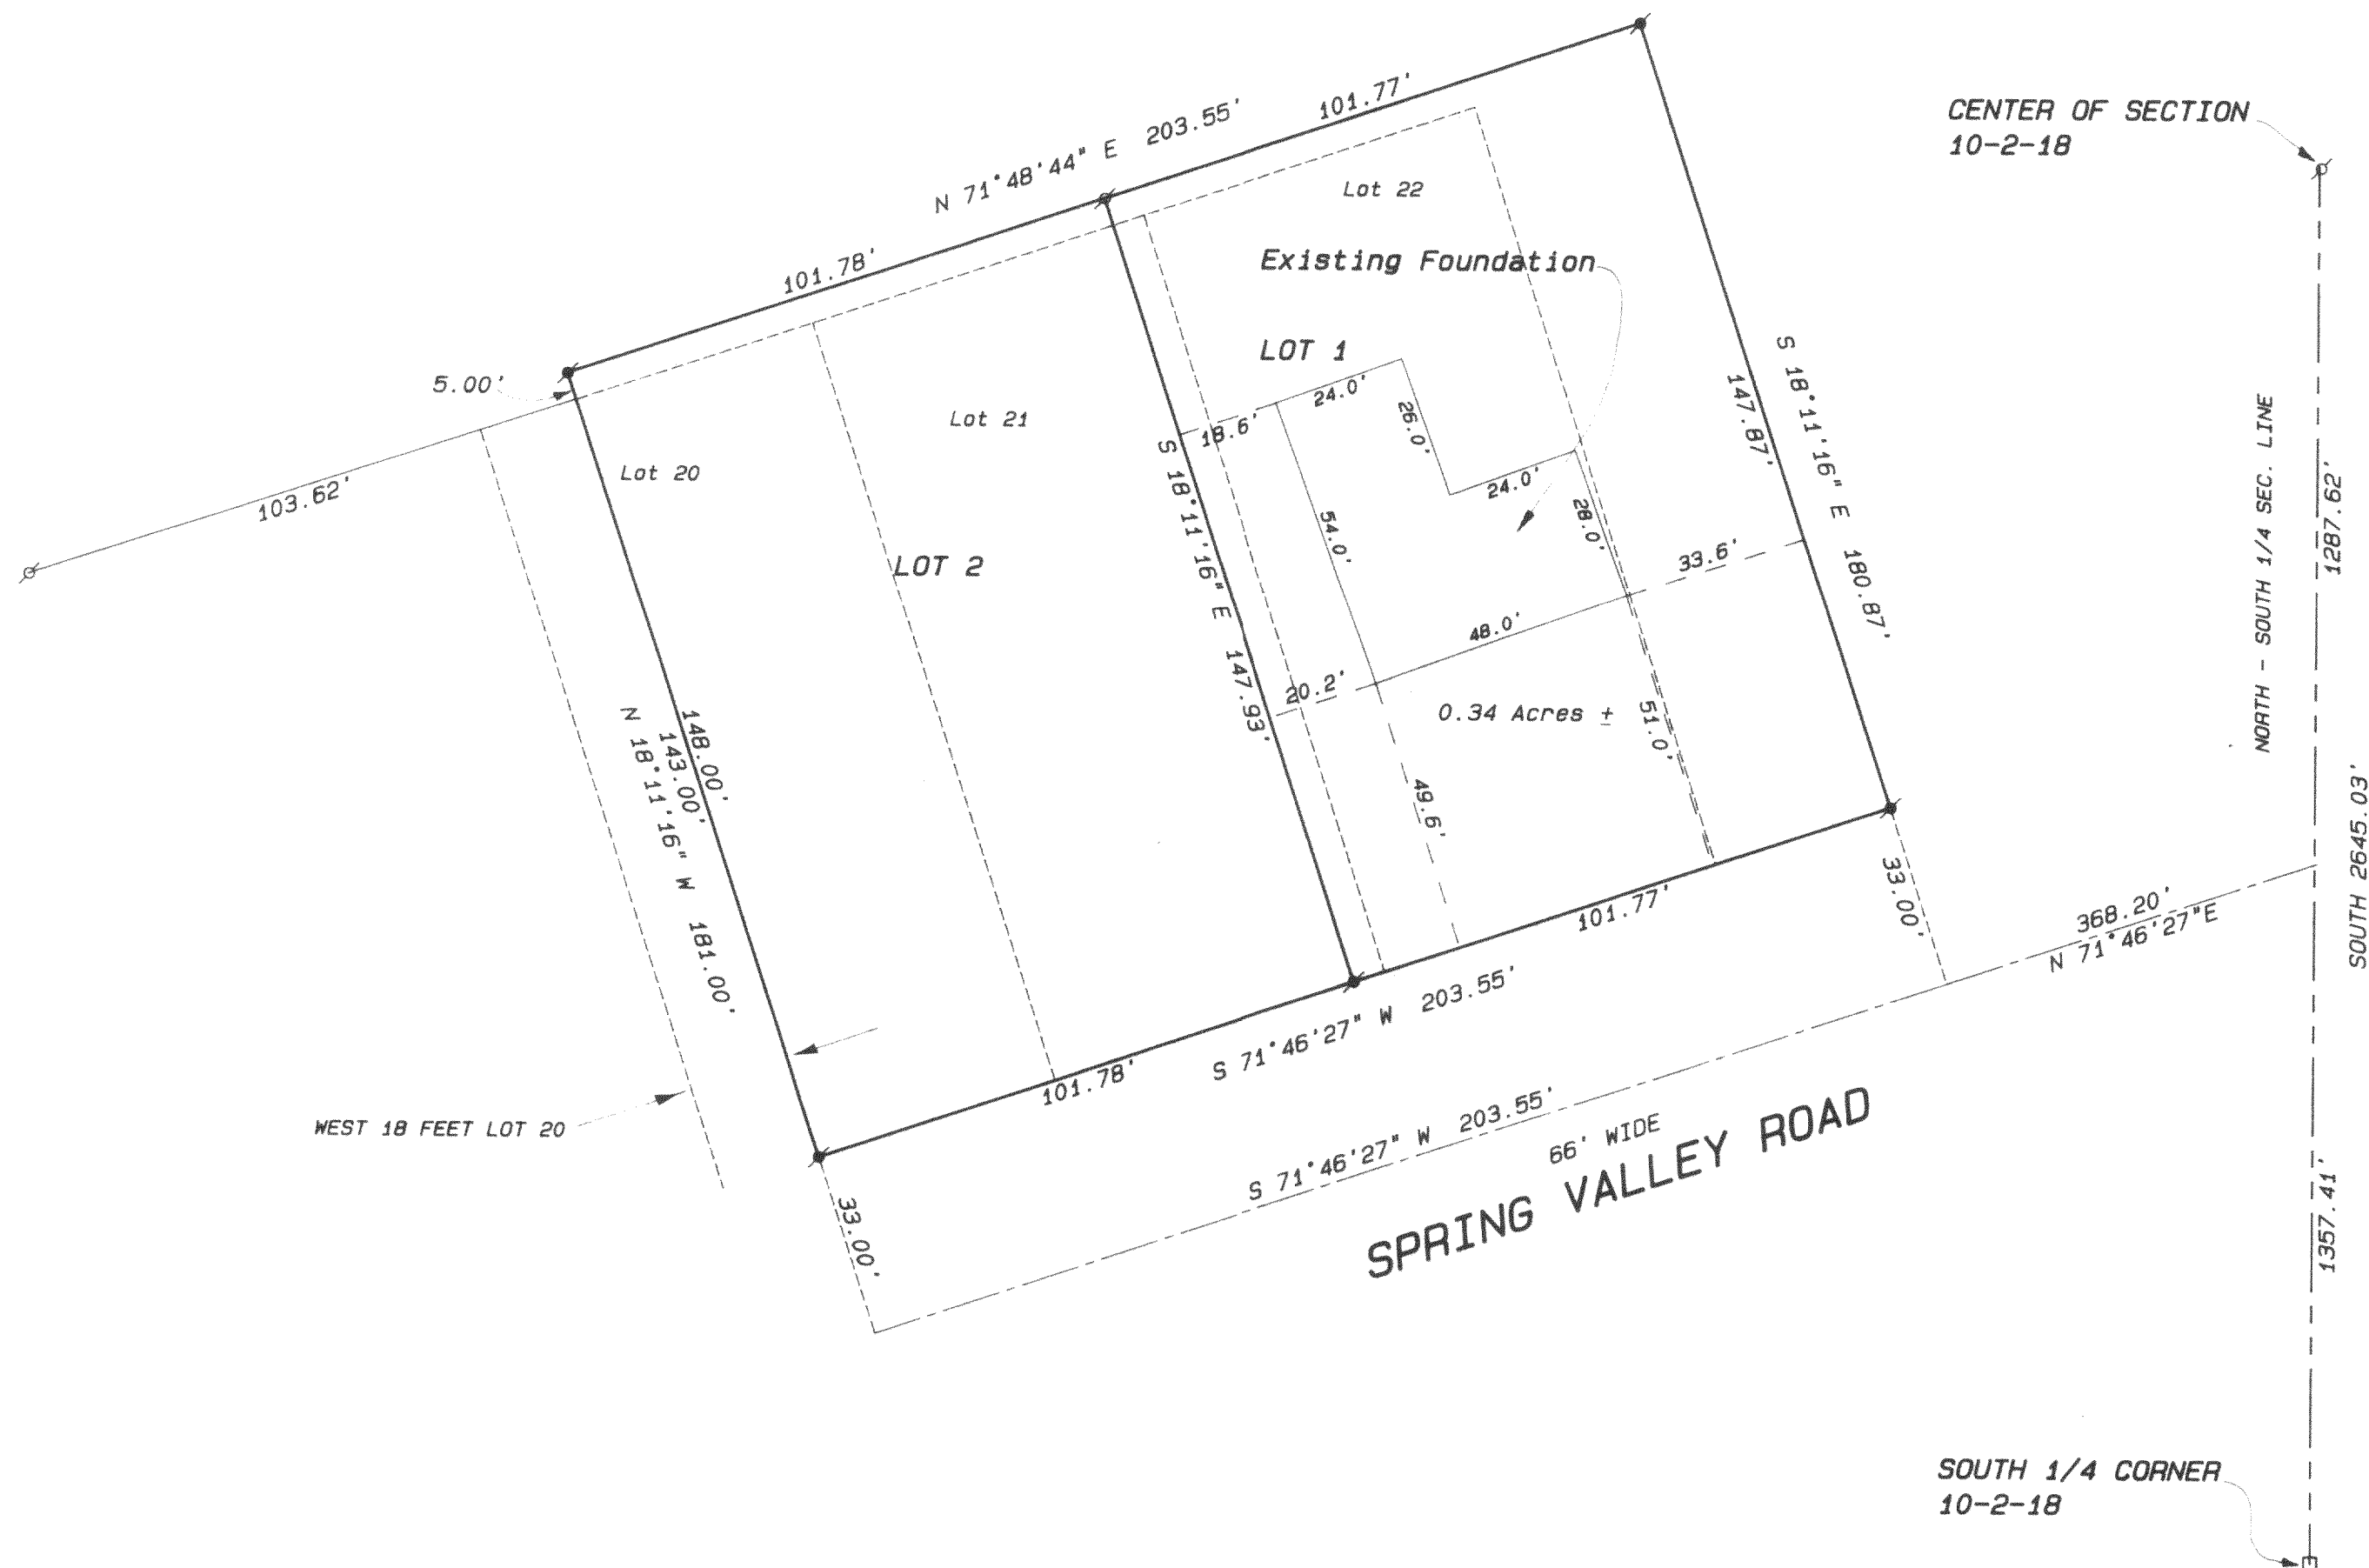 CENTER OF SECTION
10-2-18
N 71°48'44" E 203.55'
101.77'
101.78'
Lot 22
Existing Foundation
LOT 1
5.00'
103.62'
Lot 20
Lot 21
LOT 2
18.6'
24.0'
26.0'
24.0'
28.0'
54.0'
48.0'
33.6'
20.2'
0.34 Acres ±
51.0'
49.6'
S 18°11'16" E 147.93'
147.87'
S 18°11'16" E 180.87'
148.00'
143.00'
N 18°11'16" W 181.00'
WEST 18 FEET LOT 20
101.78'
101.77'
S 71°46'27" W 203.55'
33.00'
33.00'
S 71°46'27" W 203.55'
66' WIDE
SPRING VALLEY ROAD
368.20'
N 71°46'27"E
NORTH - SOUTH 1/4 SEC. LINE
1287.62'
SOUTH 2645.03'
1357.41'
SOUTH 1/4 CORNER
10-2-18